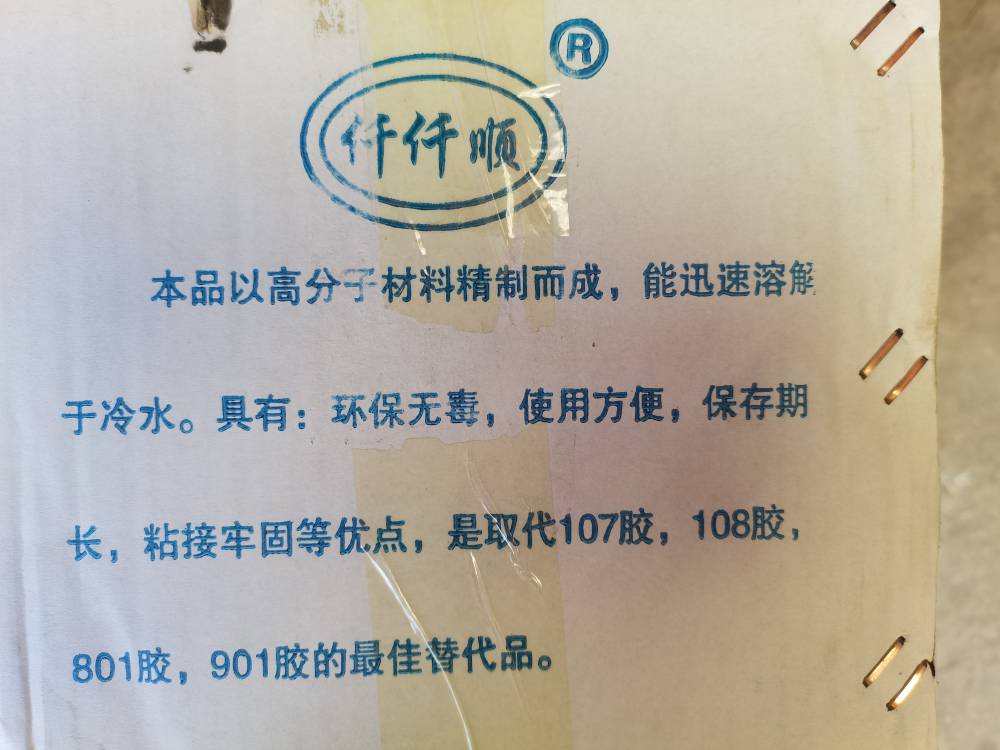 仟仟顺
®
本品以高分子材料精制而成，能迅速溶解
于冷水。具有：环保无毒，使用方便，保存期
长，粘接牢固等优点，是取代107胶，108胶，
801胶，901胶的最佳替代品。